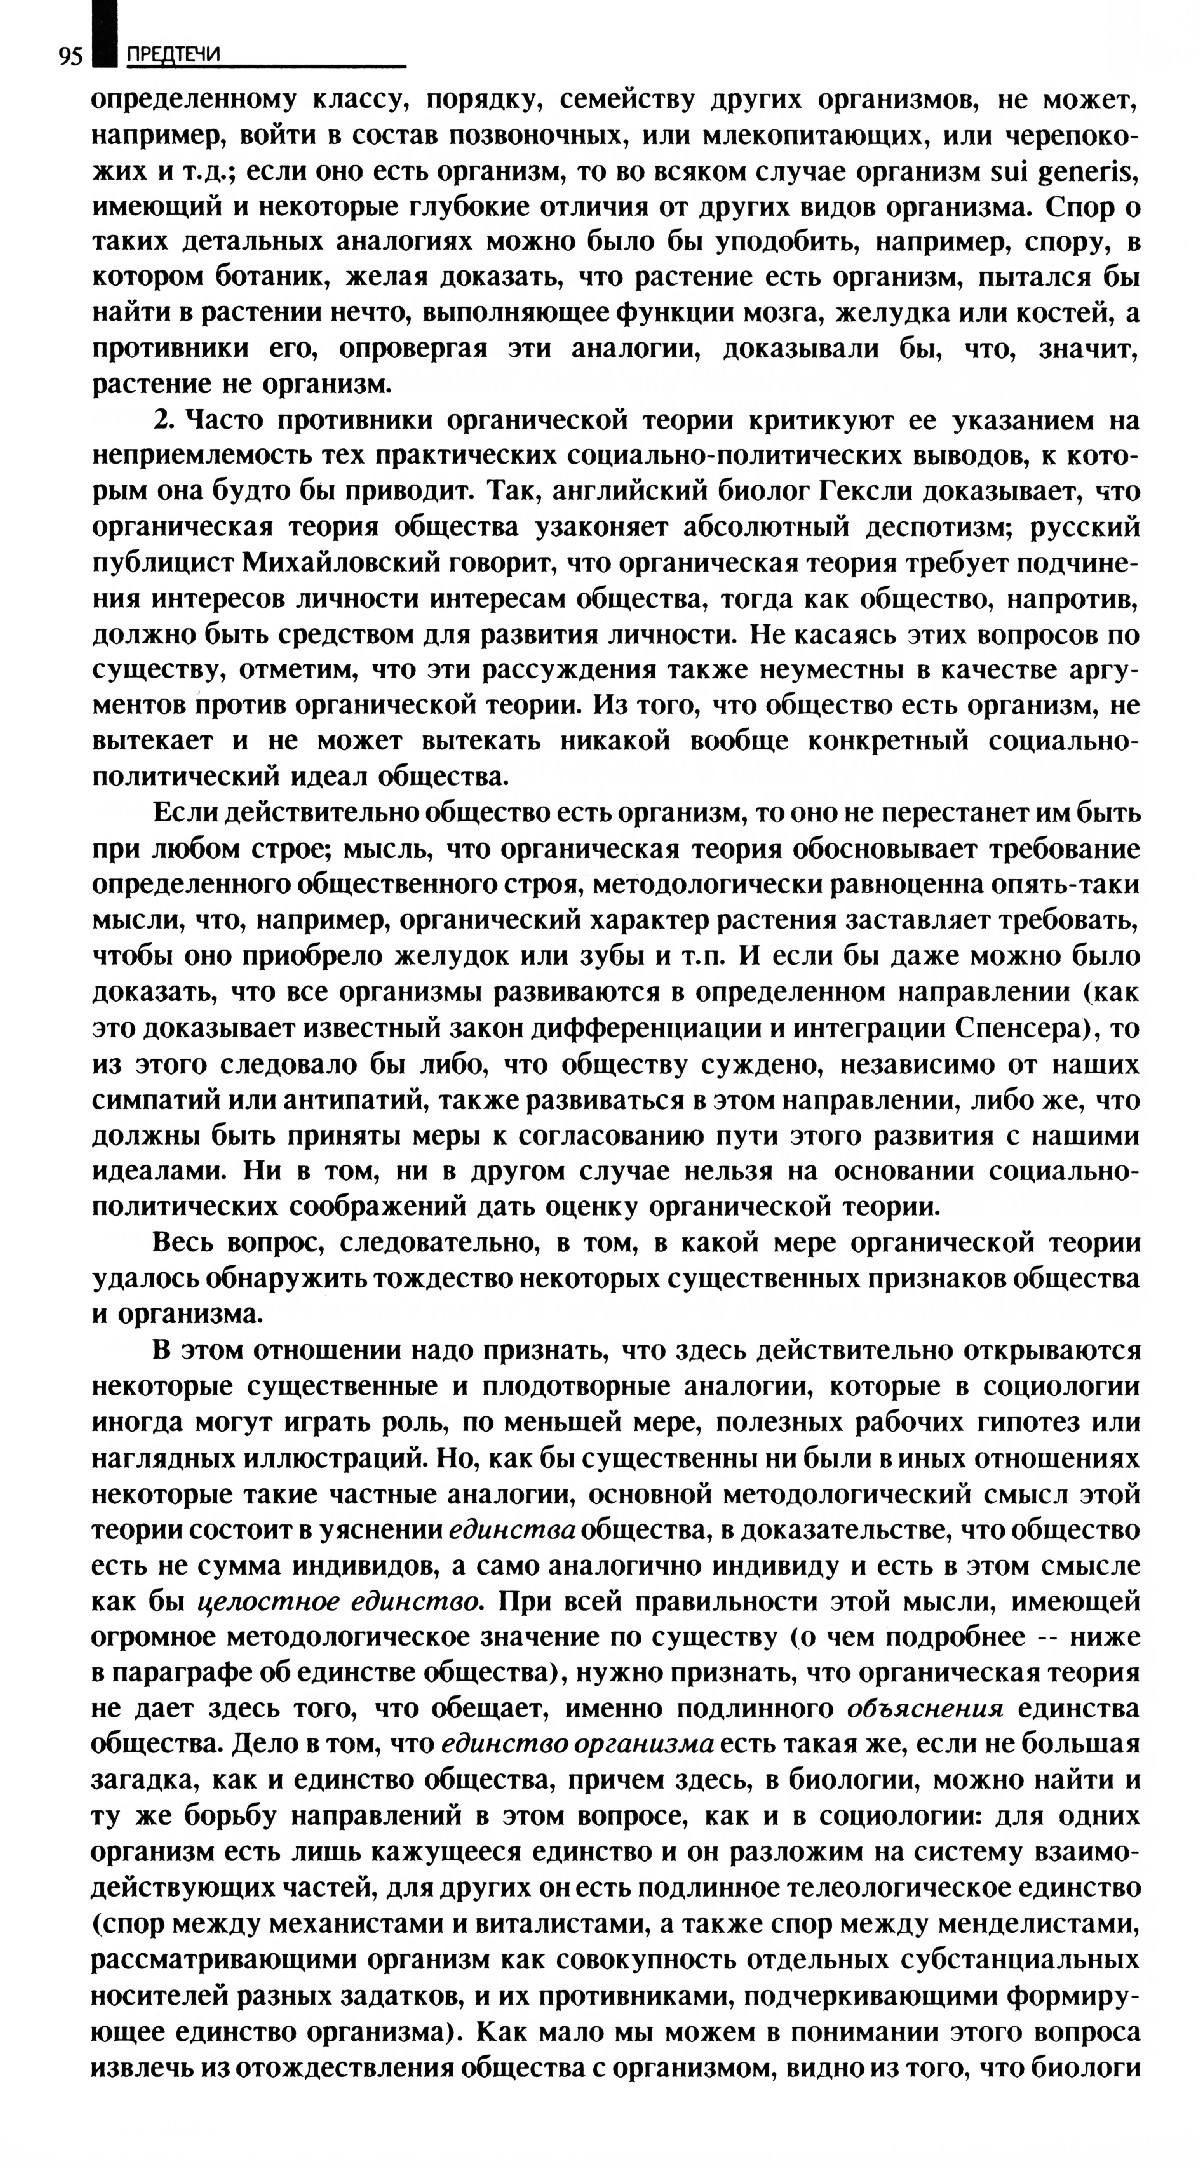 95 ПРЕДТЕЧИ
определенному классу, порядку, семейству других организмов, не может,
например, войти в состав позвоночных, или млекопитающих, или черепоко-
жих и т.д.; если оно есть организм, то во всяком случае организм sui generis,
имеющий и некоторые глубокие отличия от других видов организма. Спор о
таких детальных аналогиях можно было бы уподобить, например, спору, в
котором ботаник, желая доказать, что растение есть организм, пытался бы
найти в растении нечто, выполняющее функции мозга, желудка или костей, а
противники его, опровергая эти аналогии, доказывали бы, что, значит,
растение не организм.
2. Часто противники органической теории критикуют ее указанием на
неприемлемость тех практических социально-политических выводов, к кото-
рым она будто бы приводит. Так, английский биолог Гексли доказывает, что
органическая теория общества узаконяет абсолютный деспотизм; русский
публицист Михайловский говорит, что органическая теория требует подчине-
ния интересов личности интересам общества, тогда как общество, напротив,
должно быть средством для развития личности. Не касаясь этих вопросов по
существу, отметим, что эти рассуждения также неуместны в качестве аргу-
ментов против органической теории. Из того, что общество есть организм, не
вытекает и не может вытекать никакой вообще конкретный социально-
политический идеал общества.
Если действительно общество есть организм, то оно не перестанет им быть
при любом строе; мысль, что органическая теория обосновывает требование
определенного общественного строя, методологически равноценна опять-таки
мысли, что, например, органический характер растения заставляет требовать,
чтобы оно приобрело желудок или зубы и т.п. И если бы даже можно было
доказать, что все организмы развиваются в определенном направлении (как
это доказывает известный закон дифференциации и интеграции Спенсера), то
из этого следовало бы либо, что обществу суждено, независимо от наших
симпатий или антипатий, также развиваться в этом направлении, либо же, что
должны быть приняты меры к согласованию пути этого развития с нашими
идеалами. Ни в том, ни в другом случае нельзя на основании социально-
политических соображений дать оценку органической теории.
Весь вопрос, следовательно, в том, в какой мере органической теории
удалось обнаружить тождество некоторых существенных признаков общества
и организма.
В этом отношении надо признать, что здесь действительно открываются
некоторые существенные и плодотворные аналогии, которые в социологии
иногда могут играть роль, по меньшей мере, полезных рабочих гипотез или
наглядных иллюстраций. Но, как бы существенны ни были в иных отношениях
некоторые такие частные аналогии, основной методологический смысл этой
теории состоит в уяснении единства общества, в доказательстве, что общество
есть не сумма индивидов, а само аналогично индивиду и есть в этом смысле
как бы целостное единство. При всей правильности этой мысли, имеющей
огромное методологическое значение по существу (о чем подробнее -- ниже
в параграфе об единстве общества), нужно признать, что органическая теория
не дает здесь того, что обещает, именно подлинного объяснения единства
общества. Дело в том, что единство организма есть такая же, если не большая
загадка, как и единство общества, причем здесь, в биологии, можно найти и
ту же борьбу направлений в этом вопросе, как и в социологии: для одних
организм есть лишь кажущееся единство и он разложим на систему взаимо-
действующих частей, для других он есть подлинное телеологическое единство
(спор между механистами и виталистами, а также спор между менделистами,
рассматривающими организм как совокупность отдельных субстанциальных
носителей разных задатков, и их противниками, подчеркивающими формиру-
ющее единство организма). Как мало мы можем в понимании этого вопроса
извлечь из отождествления общества с организмом, видно из того, что биологи